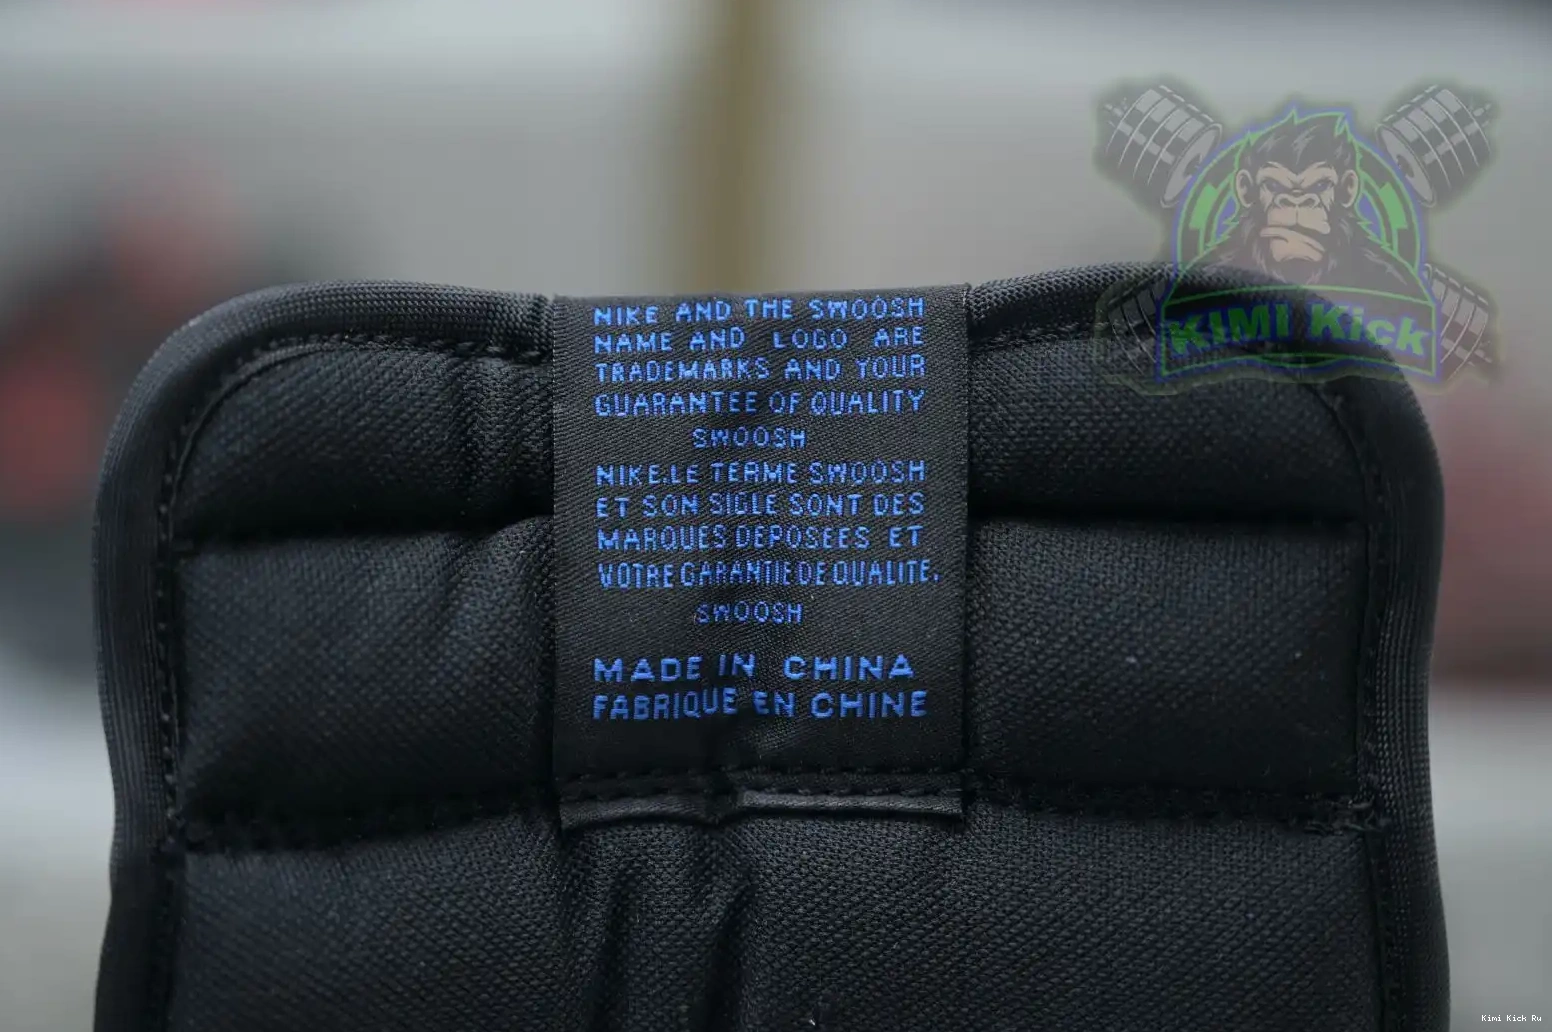 NIKE AND THE SWOOSH
NAME AND LOGO ARE
TRADEMARKS AND YOUR
GUARANTEE OF QUALITY
SWOOSH
NIKE.LE TERME SWOOSH
ET SON SIGLE SONT DES
MARQUES DEPOSEES ET
VOTRE GARANTIE DE QUALITE.
SWOOSH
MADE IN CHINA
FABRIQUE EN CHINE
KIMI Kick
Kimi Kick Ru